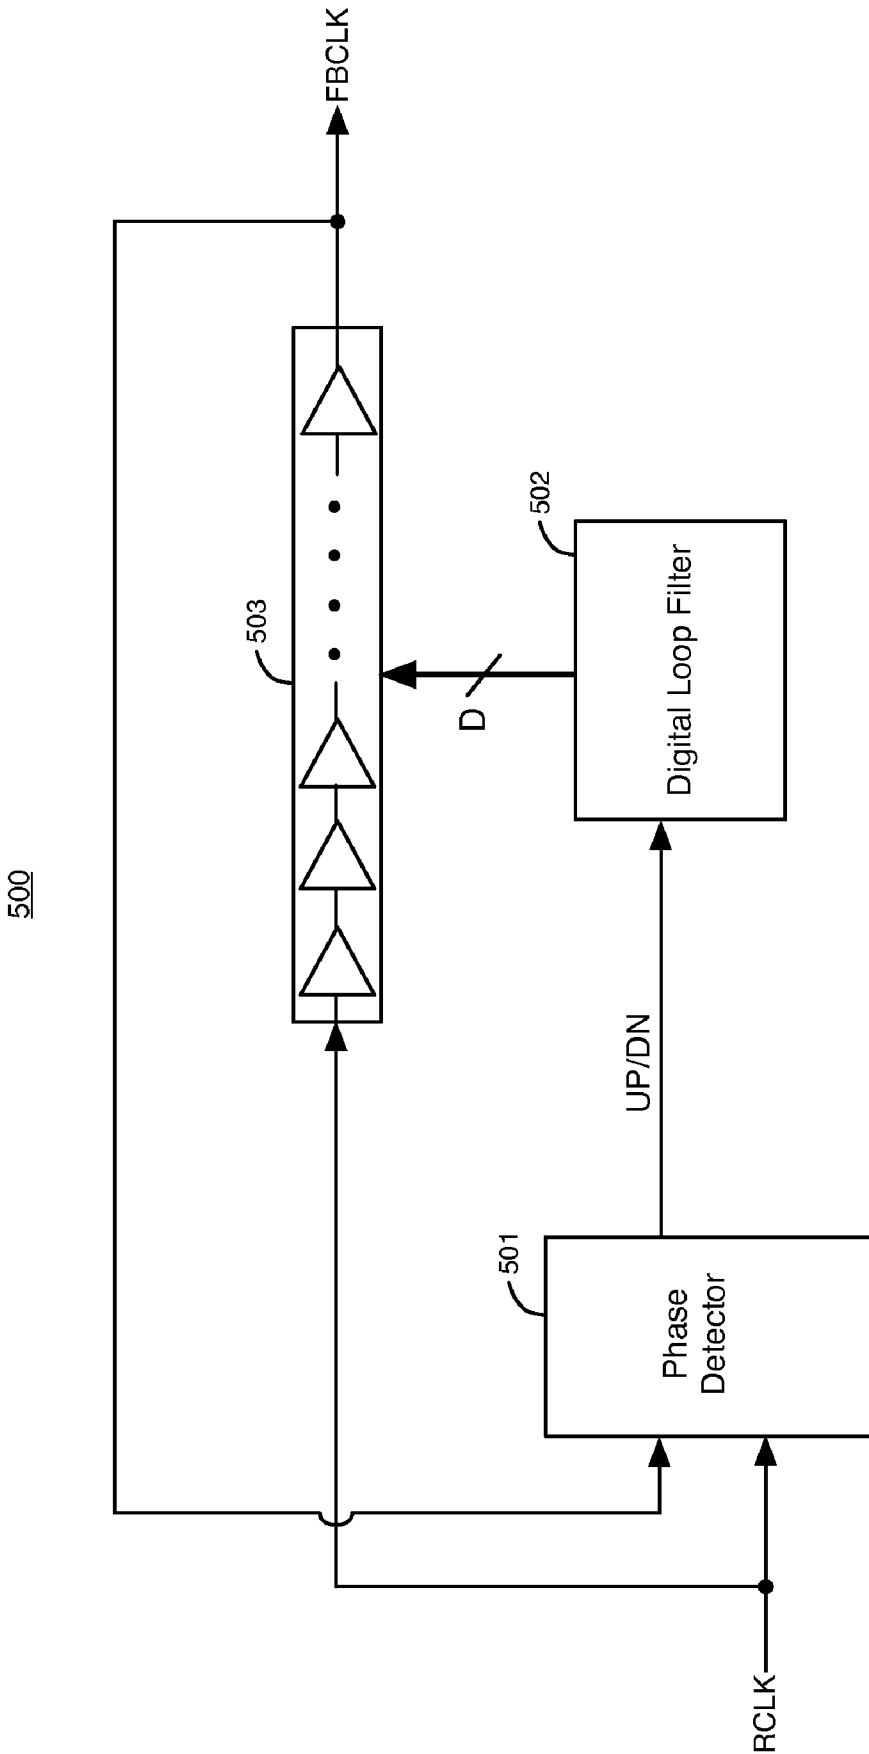 500
FBCLK
503
502
D
Digital Loop Filter
UP/DN
501
Phase
Detector
RCLK